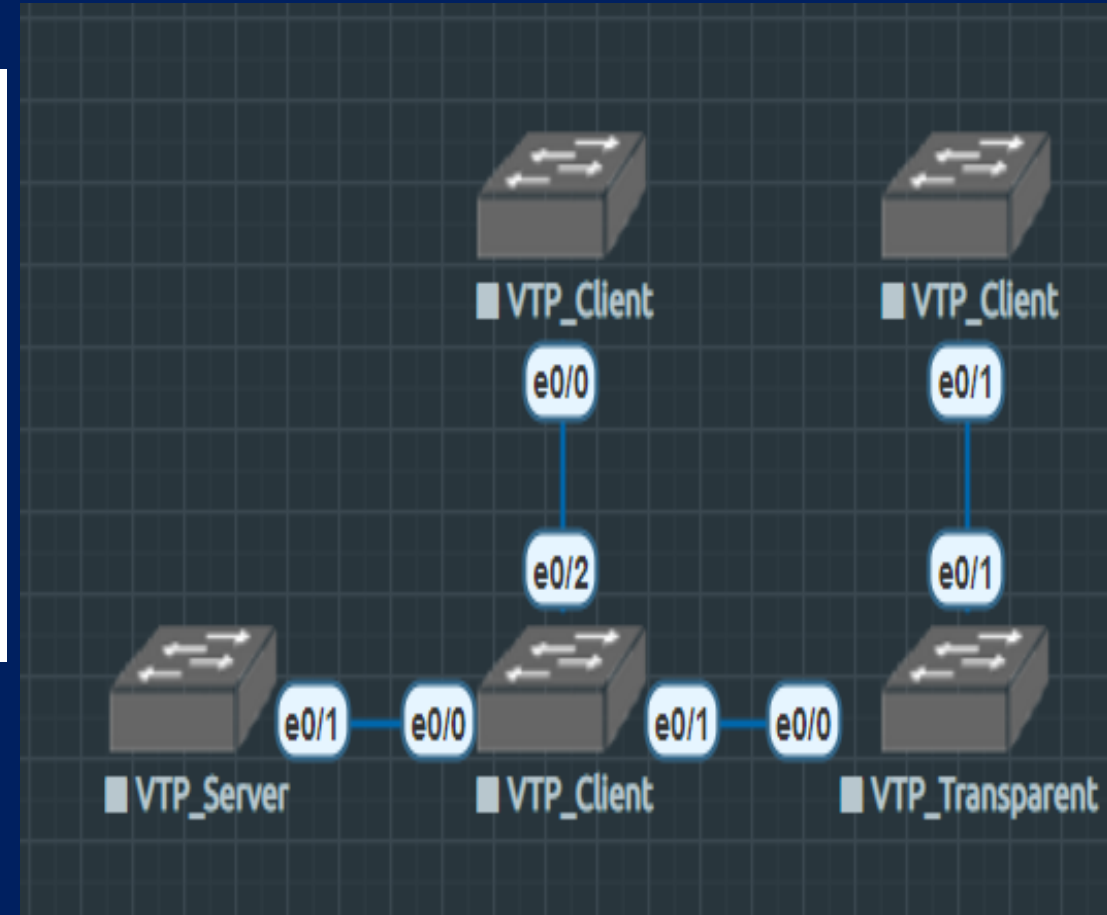 VTP_Client
VTP_Client
e0/0
e0/1
e0/2
e0/1
e0/1
e0/0
e0/1
e0/0
VTP_Server
VTP_Client
VTP_Transparent